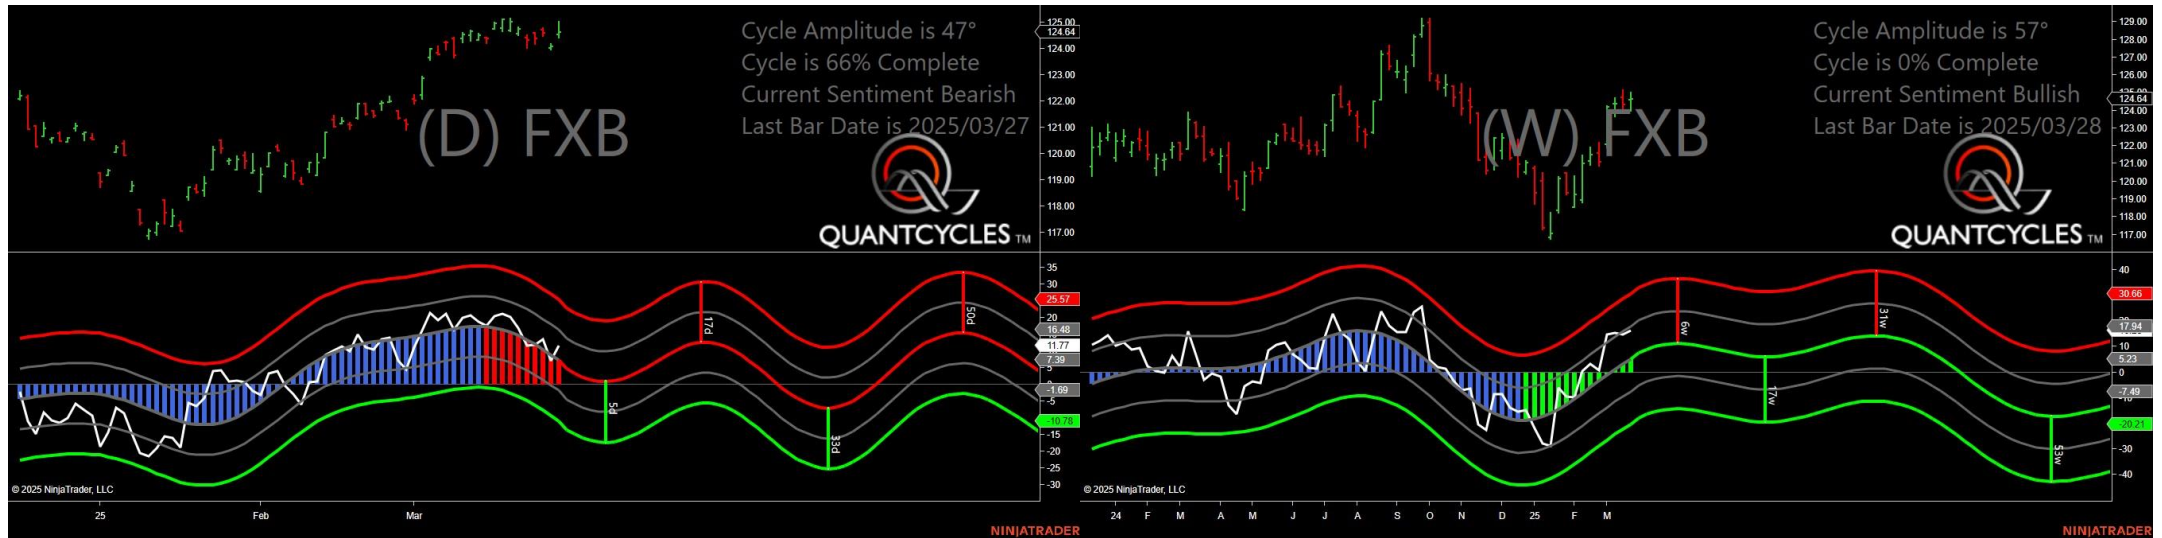 Cycle Amplitude is 47°
Cycle is 66% Complete
Current Sentiment Bearish
Last Bar Date is 2025/03/27
(D) FXB
QUANTCYCLES TM
125.00
124.64
124.00
123.00
122.00
121.00
120.00
119.00
118.00
117.00
35
30
25.57
20
16.48
11.77
7.39
5
-1.69
-5
-10.78
-15
-20
-25
-30
5d
17d
33d
50d
© 2025 NinjaTrader, LLC
25 Feb Mar
NINJATRADER
Cycle Amplitude is 57°
Cycle is 0% Complete
Current Sentiment Bullish
Last Bar Date is 2025/03/28
(W) FXB
QUANTCYCLES TM
129.00
128.00
127.00
126.00
124.64
124.00
123.00
122.00
121.00
120.00
119.00
118.00
117.00
40
30.66
17.94
10
5.23
0
-7.49
-20.21
-30
-40
6w
17w
31w
53w
© 2025 NinjaTrader, LLC
24 F M A M J J A S O N D 25 F M
NINJATRADER